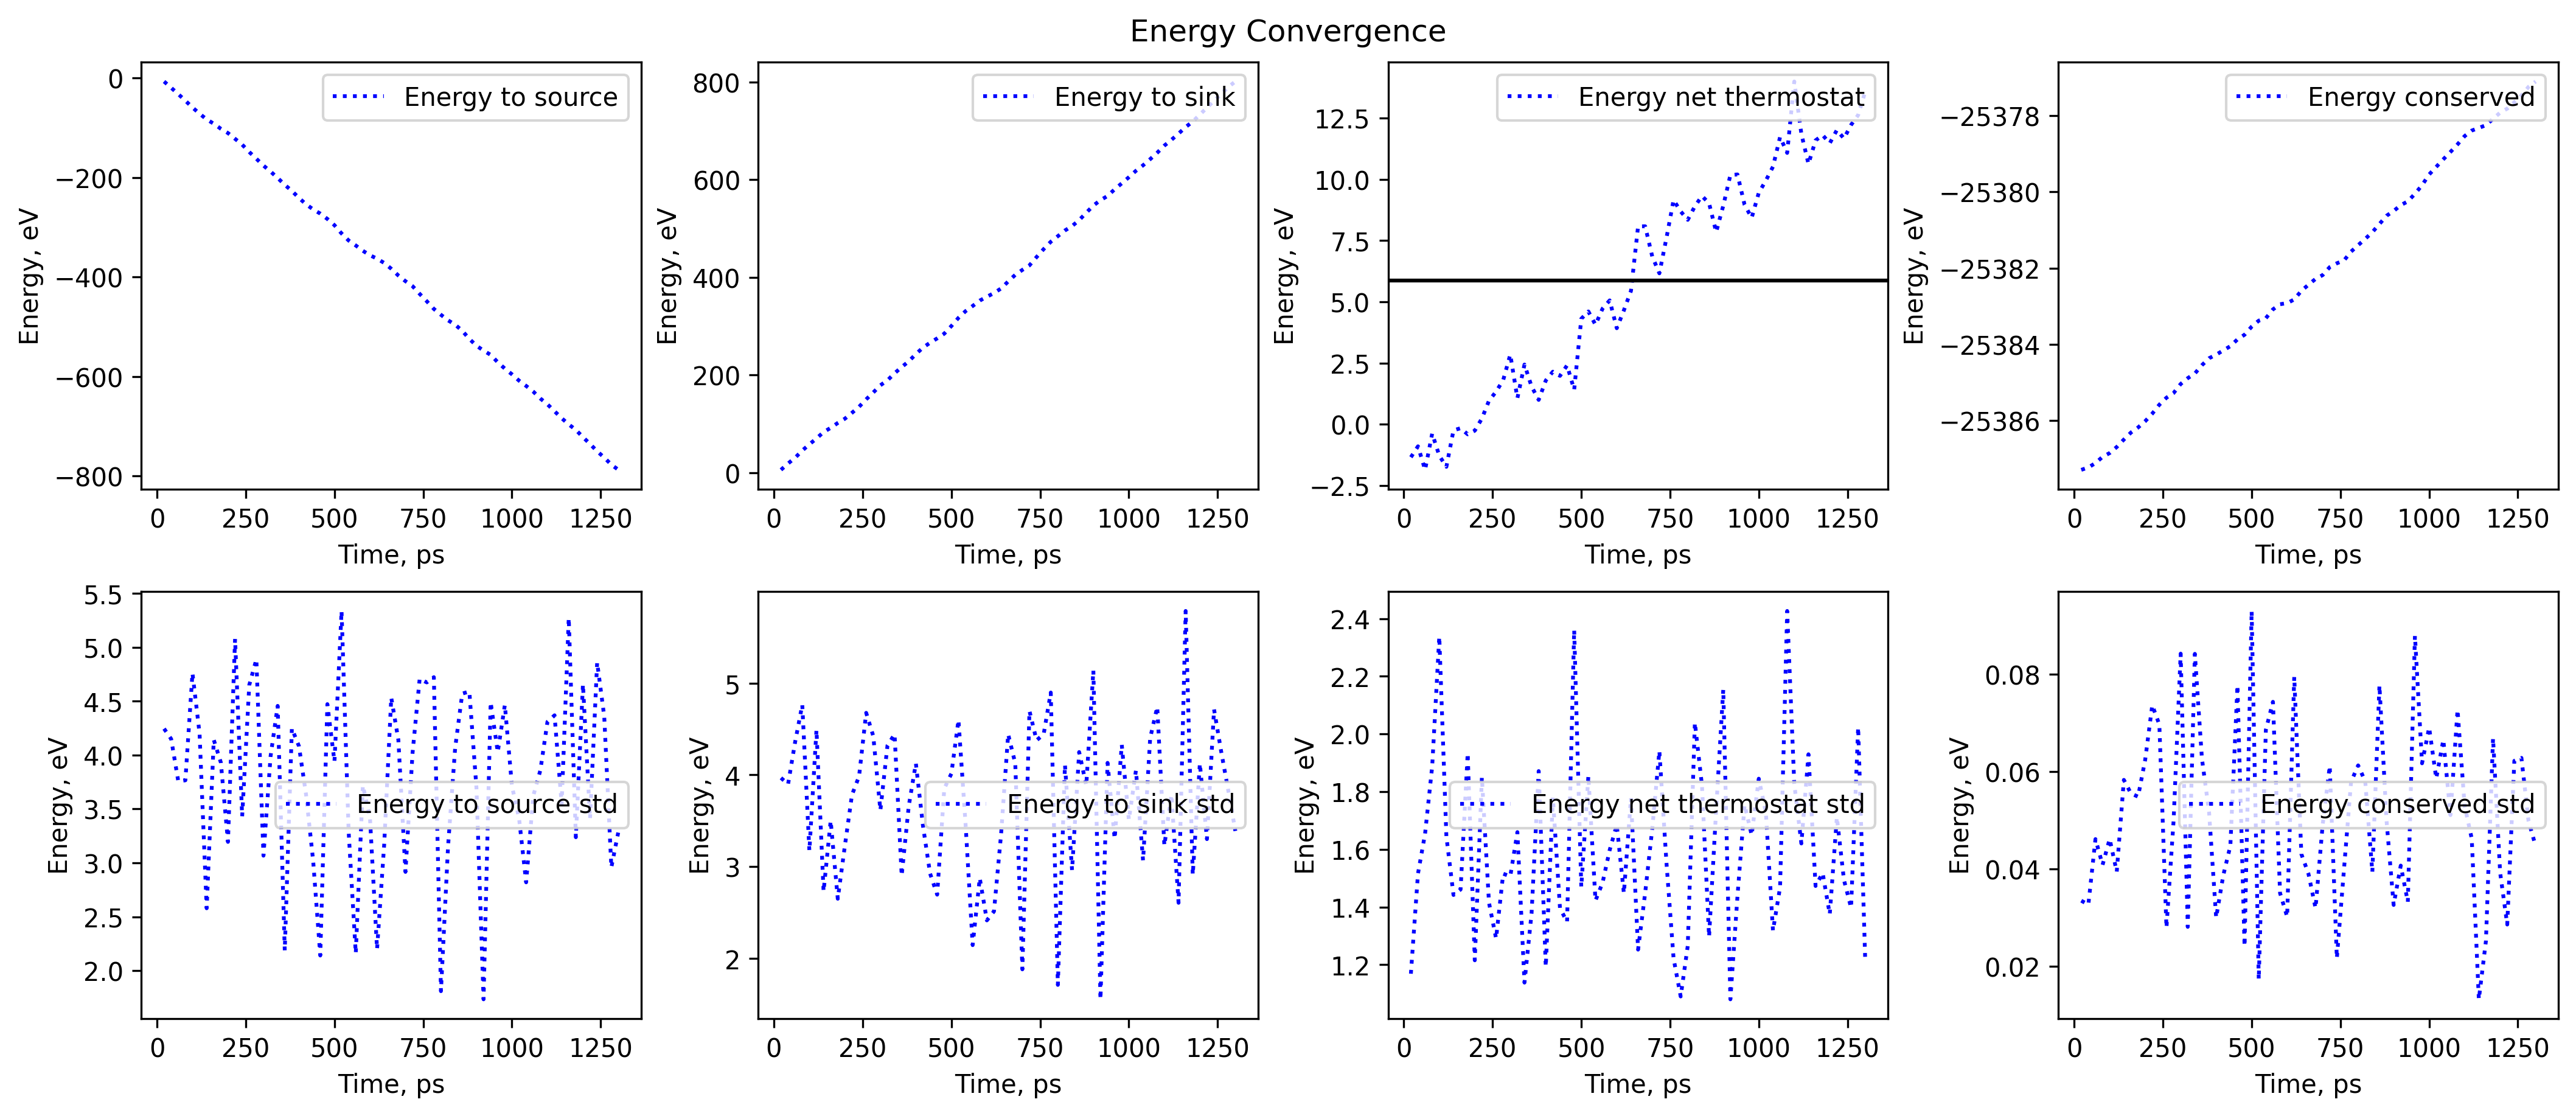 Energy Convergence
Energy to source
0
−200
−400
−600
−800
Energy, eV
0 250 500 750 1000 1250
Time, ps
Energy to sink
800
600
400
200
0
Energy, eV
0 250 500 750 1000 1250
Time, ps
Energy net thermostat
12.5
10.0
7.5
5.0
2.5
0.0
−2.5
Energy, eV
0 250 500 750 1000 1250
Time, ps
Energy conserved
−25378
−25380
−25382
−25384
−25386
Energy, eV
0 250 500 750 1000 1250
Time, ps
5.5
5.0
4.5
4.0
3.5
3.0
2.5
2.0
Energy, eV
Energy to source std
0 250 500 750 1000 1250
Time, ps
5
4
3
2
Energy, eV
Energy to sink std
0 250 500 750 1000 1250
Time, ps
2.4
2.2
2.0
1.8
1.6
1.4
1.2
Energy, eV
Energy net thermostat std
0 250 500 750 1000 1250
Time, ps
0.08
0.06
0.04
0.02
Energy, eV
Energy conserved std
0 250 500 750 1000 1250
Time, ps